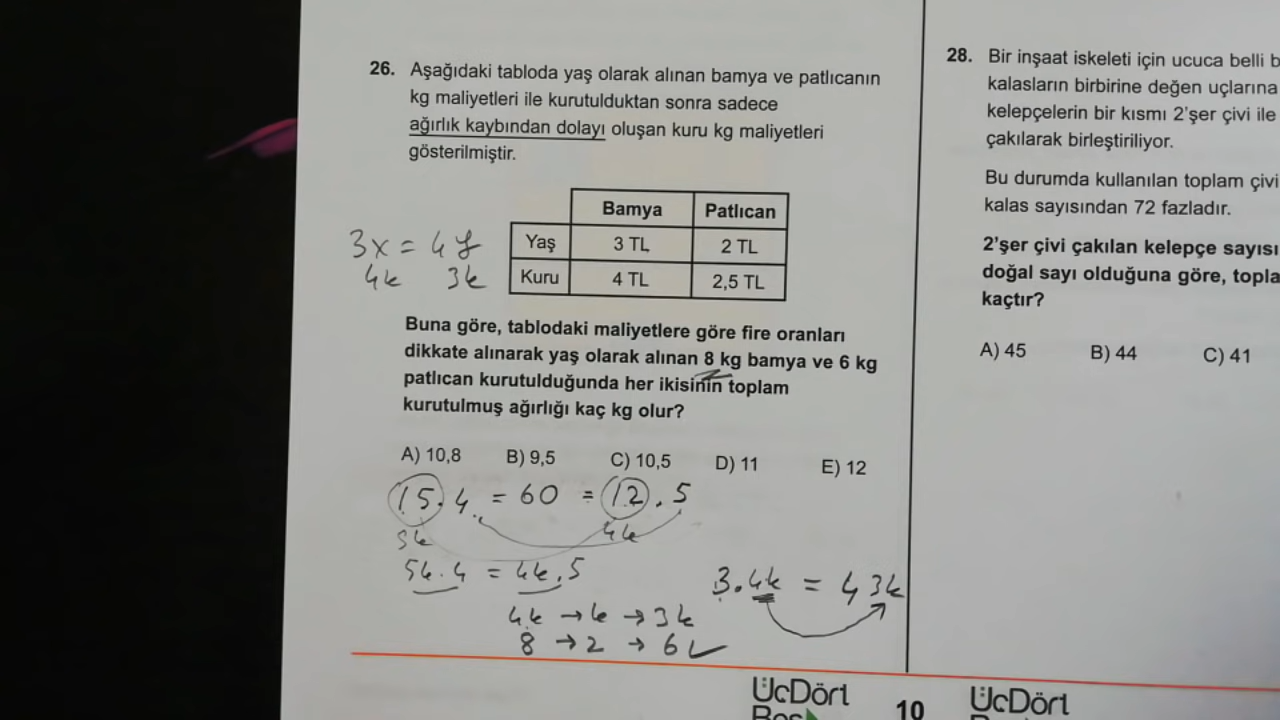 26. Aşağıdaki tabloda yaş olarak alınan bamya ve patlıcanın
kg maliyetleri ile kurutulduktan sonra sadece
ağırlık kaybından dolayı oluşan kuru kg maliyetleri
gösterilmiştir.
Bamya Patlıcan
Yaş 3 TL 2 TL
Kuru 4 TL 2,5 TL
3x = 4y
4k 3k
Buna göre, tablodaki maliyetlere göre fire oranları
dikkate alınarak yaş olarak alınan 8 kg bamya ve 6 kg
patlıcan kurutulduğunda her ikisinin toplam
kurutulmuş ağırlığı kaç kg olur?
A) 10,8 B) 9,5 C) 10,5 D) 11 E) 12
15.4 = 60 = 12.5
5k 4k
5k.4 = 4k.5
3.4k = 4 3k
4k → k → 3k
8 → 2 → 6
28. Bir inşaat iskeleti için ucuca belli
kalasların birbirine değen uçlarına
kelepçelerin bir kısmı 2'şer çivi ile
çakılarak birleştiriliyor.
Bu durumda kullanılan toplam çivi
kalas sayısından 72 fazladır.
2'şer çivi çakılan kelepçe sayısı
doğal sayı olduğuna göre, topla
kaçtır?
A) 45 B) 44 C) 41
ÜçDört
10
ÜçDört